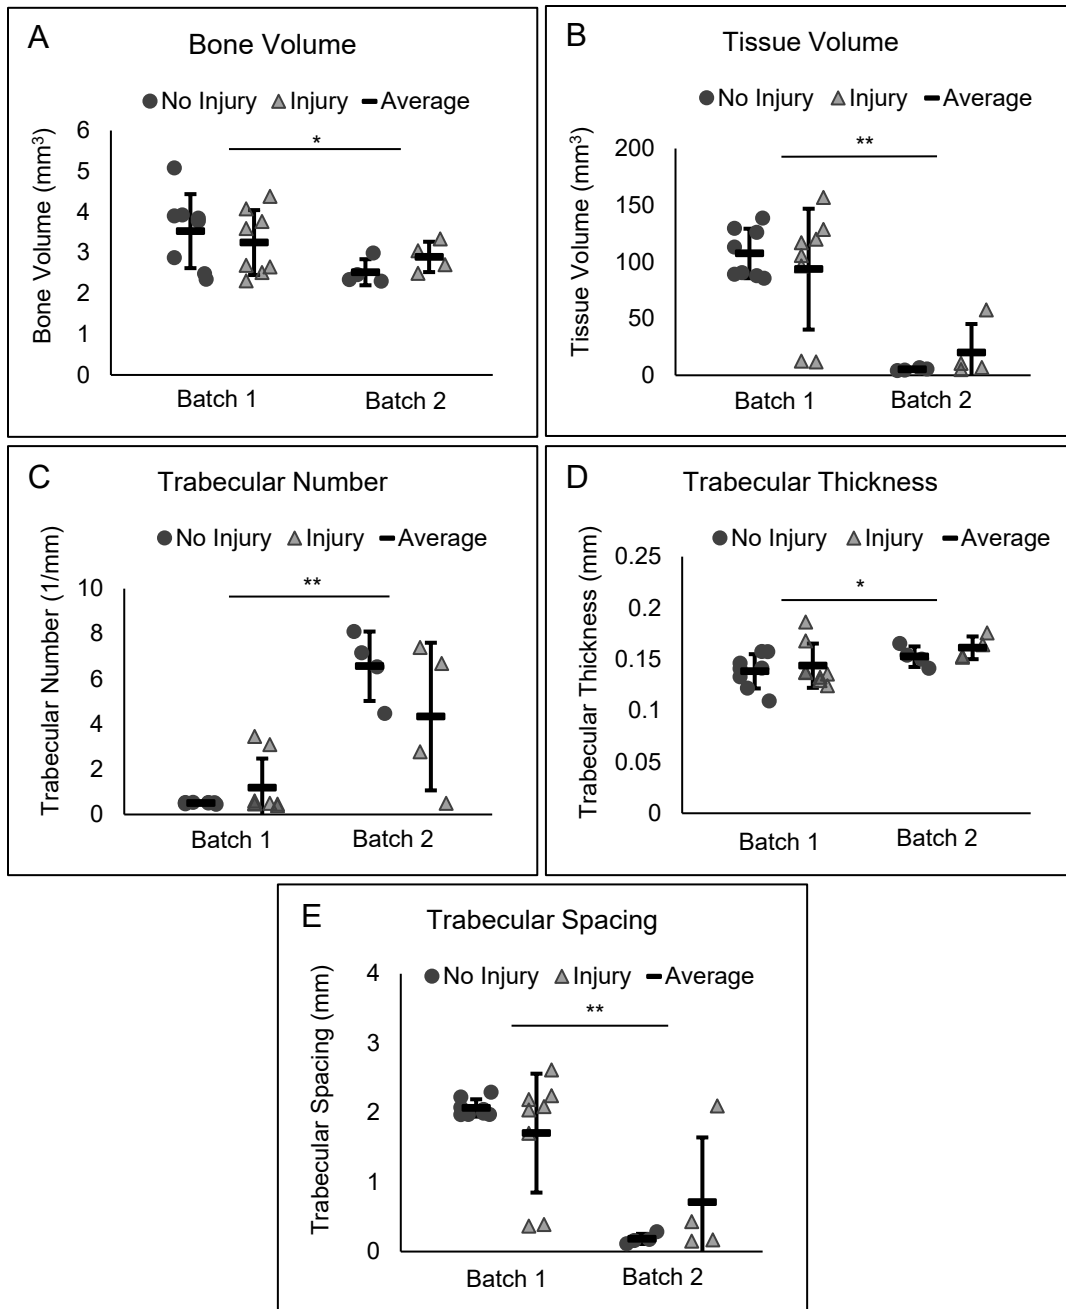 A
Bone Volume
No Injury Injury Average
Bone Volume (mm³)
6
5
4
3
2
1
0
*
Batch 1 Batch 2
B
Tissue Volume
No Injury Injury Average
Tissue Volume (mm³)
200
150
100
50
0
**
Batch 1 Batch 2
C
Trabecular Number
No Injury Injury Average
Trabecular Number (1/mm)
10
8
6
4
2
0
**
Batch 1 Batch 2
D
Trabecular Thickness
No Injury Injury Average
Trabecular Thickness (mm)
0.25
0.2
0.15
0.1
0.05
0
*
Batch 1 Batch 2
E
Trabecular Spacing
No Injury Injury Average
Trabecular Spacing (mm)
4
3
2
1
0
**
Batch 1 Batch 2